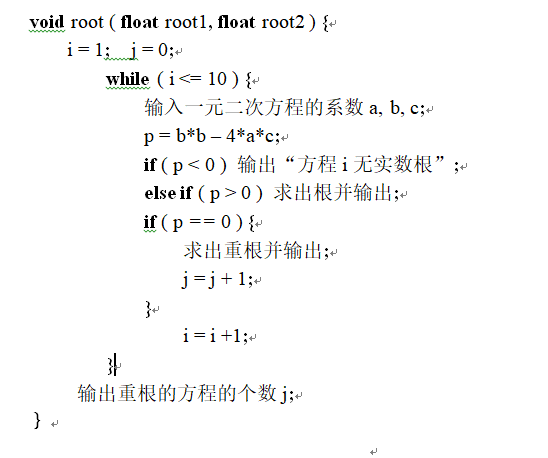 void root ( float root1, float root2 ) {
i = 1; j = 0;
while ( i <= 10 ) {
输入一元二次方程的系数 a, b, c;
p = b*b – 4*a*c;
if ( p < 0 ) 输出“方程 i 无实数根”;
else if ( p > 0 ) 求出根并输出;
if ( p == 0 ) {
求出重根并输出;
j = j + 1;
}
i = i +1;
}
输出重根的方程的个数 j;
}